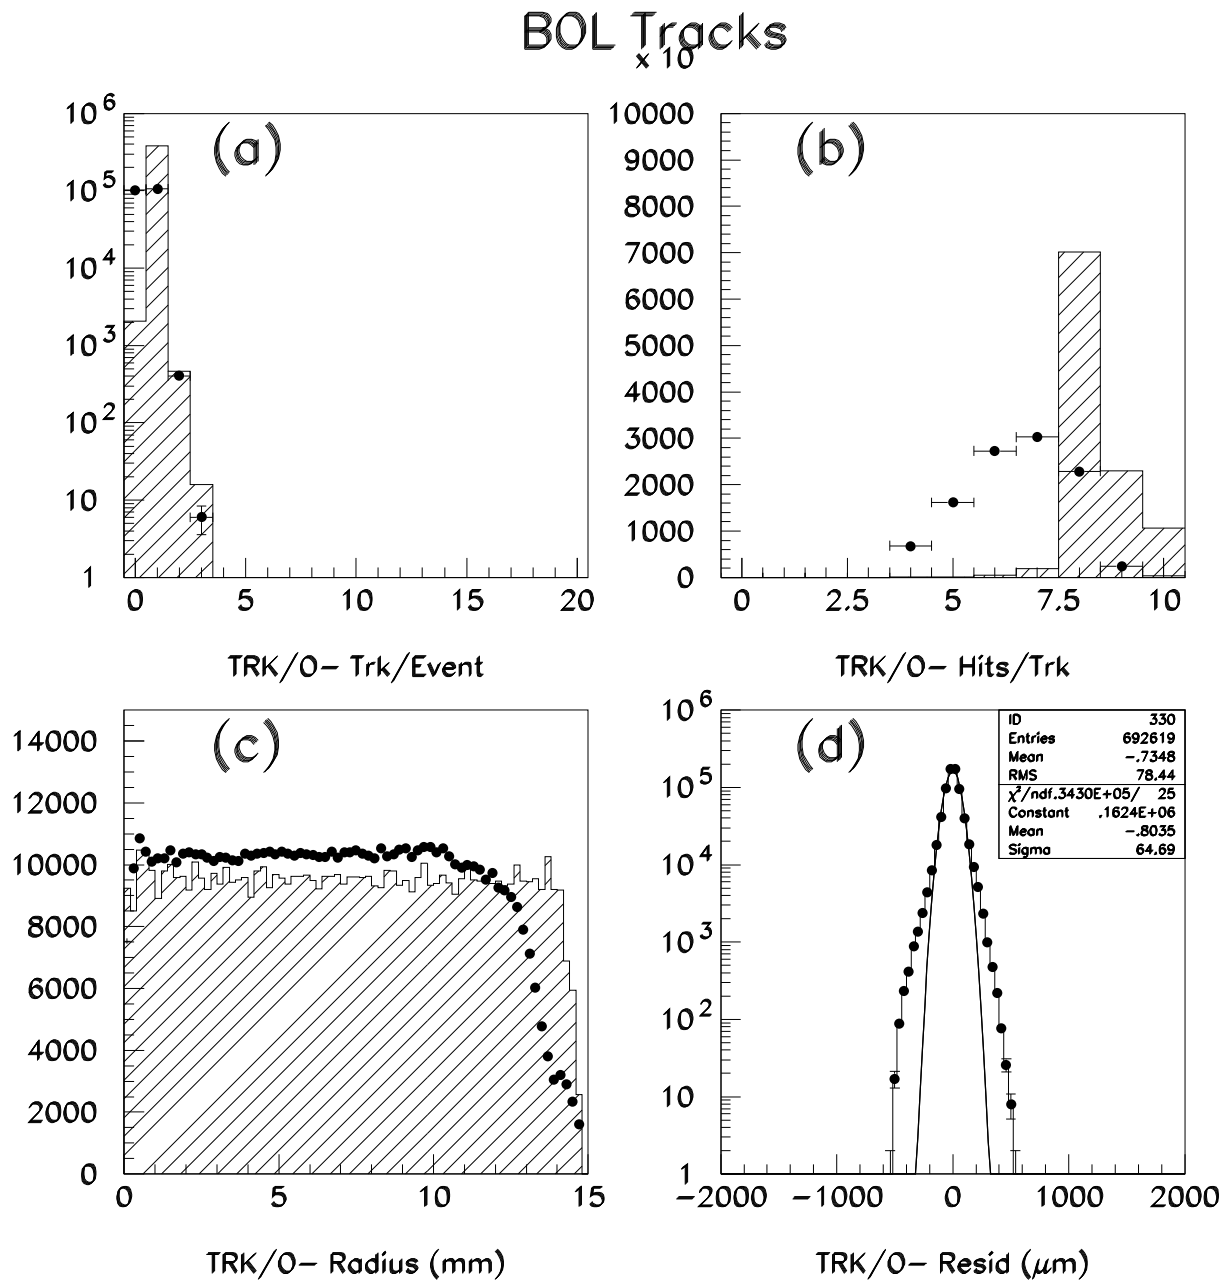 BOL Tracks
x 10
(a)
10^6
10^5
10^4
10^3
10^2
10
1
0 5 10 15 20
TRK/O- Trk/Event
(b)
10000
9000
8000
7000
6000
5000
4000
3000
2000
1000
0
0 2.5 5 7.5 10
TRK/O- Hits/Trk
(c)
14000
12000
10000
8000
6000
4000
2000
0
0 5 10 15
TRK/O- Radius (mm)
(d)
10^6
10^5
10^4
10^3
10^2
10
1
ID 330
Entries 692619
Mean -.7348
RMS 78.44
χ²/ndf.3430E+05/ 25
Constant .1624E+06
Mean -.8035
Sigma 64.69
-2000 -1000 0 1000 2000
TRK/O- Resid (μm)